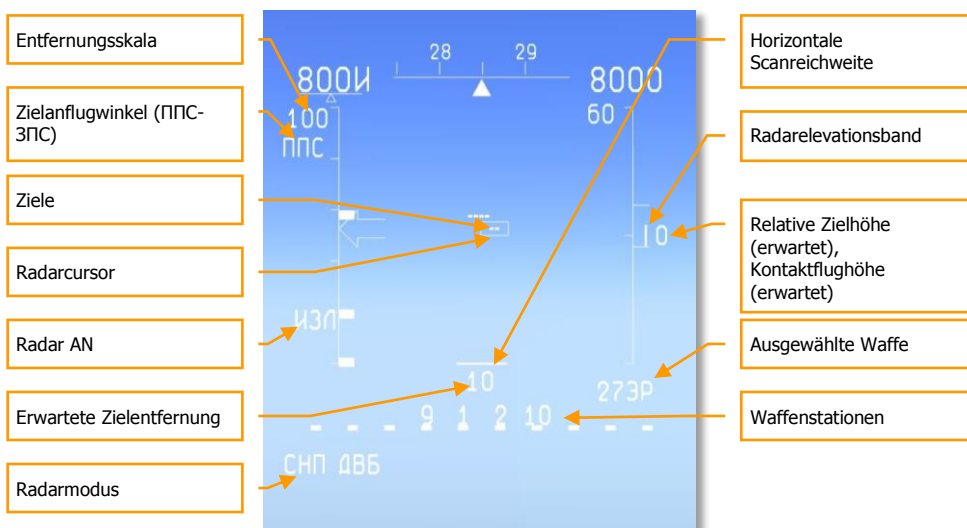 Entfernungsskala
Zielanflugwinkel (ППС-
ЗПС)
Ziele
Radarcursor
Radar AN
Erwartete Zielentfernung
Radarmodus
28 29
800И 8000
100 60
ППС
10
ИЗЛ
10
27ЭР
9 1 2 10
СНП ДВБ
Horizontale
Scanreichweite
Radarelevationsband
Relative Zielhöhe
(erwartet),
Kontaktflughöhe
(erwartet)
Ausgewählte Waffe
Waffenstationen